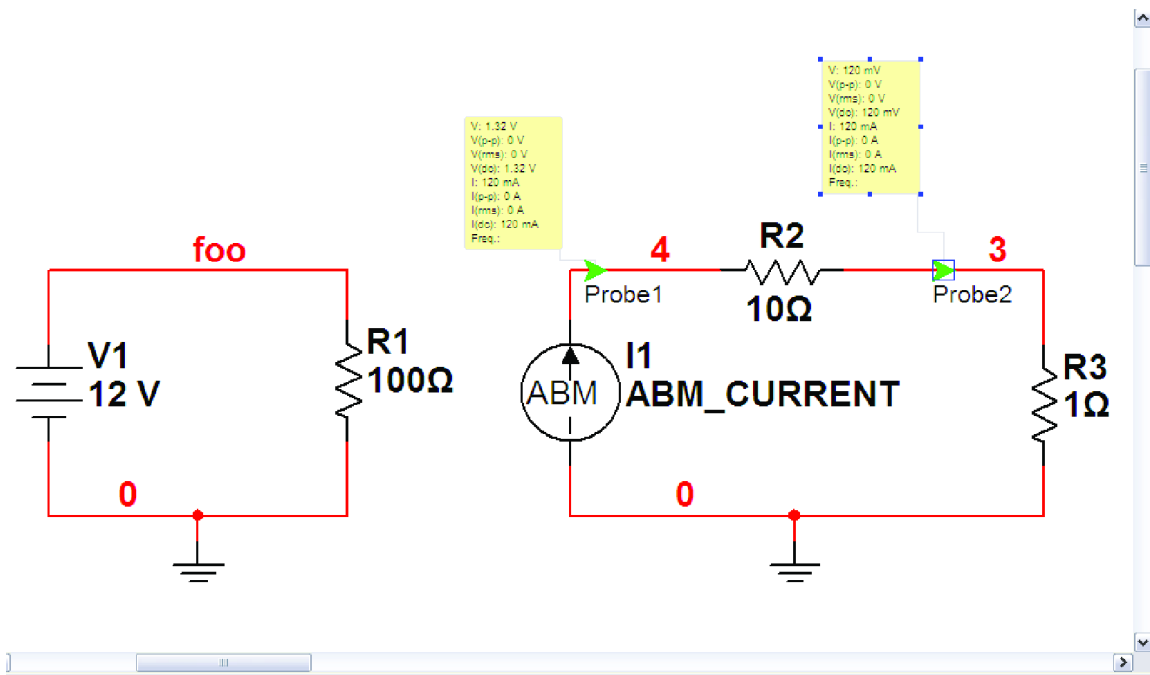 V: 120 mV
V(p-p): 0 V
V(rms): 0 V
V(dc): 120 mV
I: 120 mA
I(p-p): 0 A
I(rms): 0 A
I(dc): 120 mA
Freq.:
V: 1.32 V
V(p-p): 0 V
V(rms): 0 V
V(dc): 1.32 V
I: 120 mA
I(p-p): 0 A
I(rms): 0 A
I(dc): 120 mA
Freq.:
foo
4
R2
3
Probe1
10Ω
Probe2
V1
12 V
R1
100Ω
I1
ABM
ABM_CURRENT
R3
1Ω
0
0